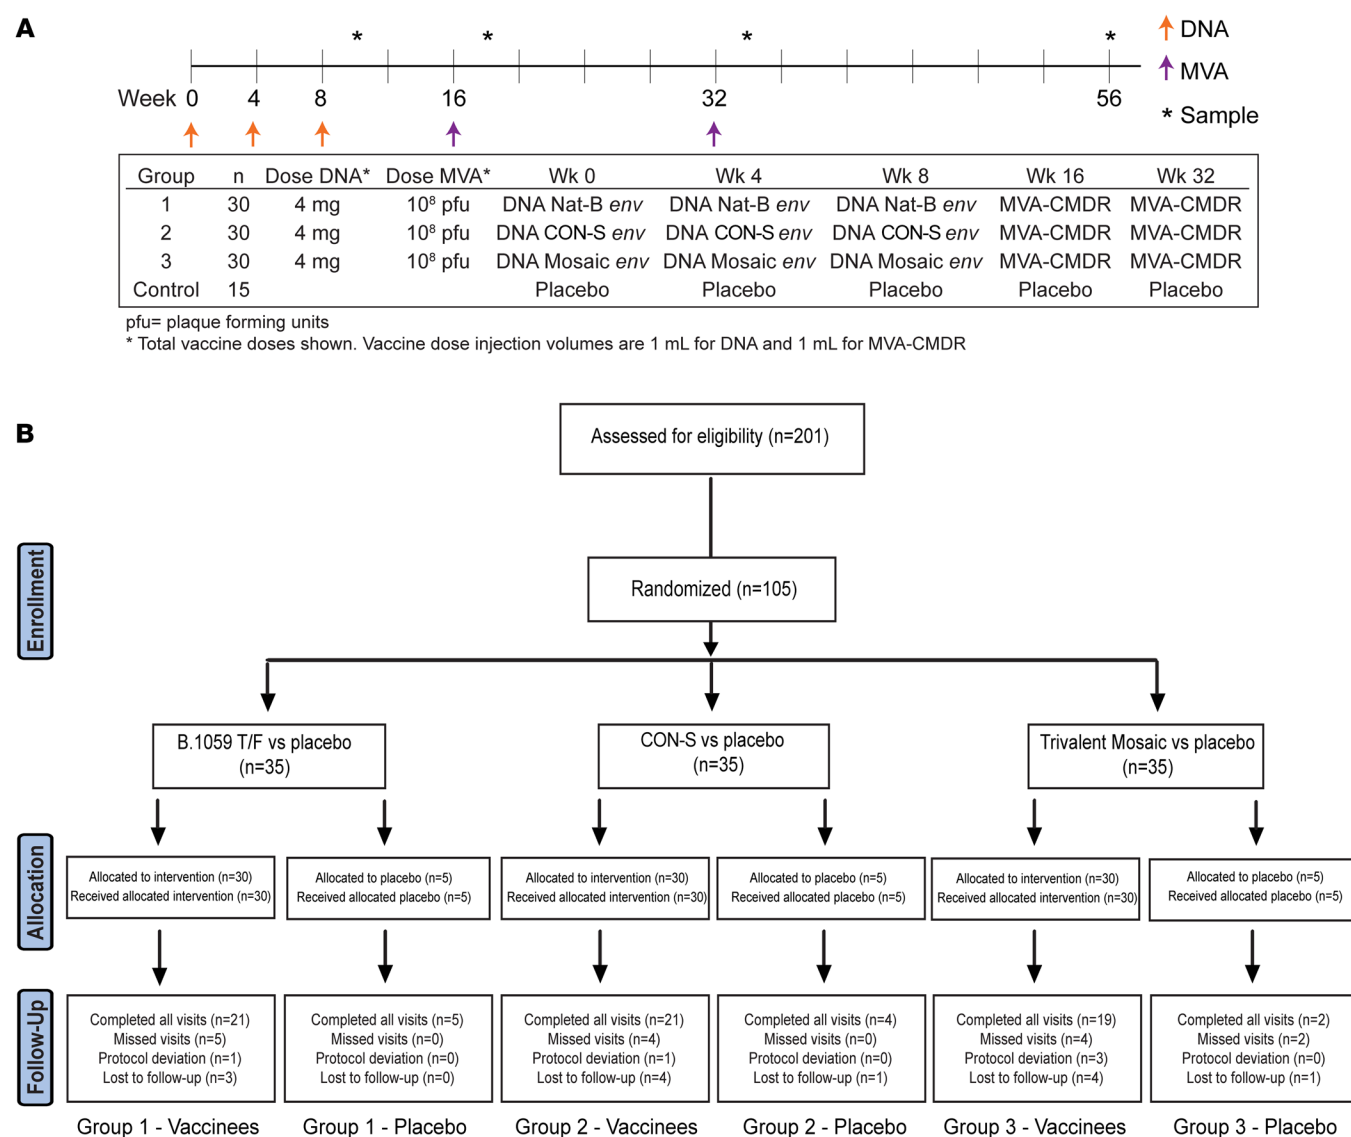 A
* * * *
DNA
MVA
* Sample
Week 0 4 8 16 32 56
Group n Dose DNA* Dose MVA* Wk 0 Wk 4 Wk 8 Wk 16 Wk 32
1 30 4 mg 10⁸ pfu DNA Nat-B env DNA Nat-B env DNA Nat-B env MVA-CMDR MVA-CMDR
2 30 4 mg 10⁸ pfu DNA CON-S env DNA CON-S env DNA CON-S env MVA-CMDR MVA-CMDR
3 30 4 mg 10⁸ pfu DNA Mosaic env DNA Mosaic env DNA Mosaic env MVA-CMDR MVA-CMDR
Control 15 Placebo Placebo Placebo Placebo Placebo
pfu= plaque forming units
* Total vaccine doses shown. Vaccine dose injection volumes are 1 mL for DNA and 1 mL for MVA-CMDR
B
Assessed for eligibility (n=201)
Enrollment
Randomized (n=105)
B.1059 T/F vs placebo
(n=35)
CON-S vs placebo
(n=35)
Trivalent Mosaic vs placebo
(n=35)
Allocation
Allocated to intervention (n=30)
Received allocated intervention (n=30)
Allocated to placebo (n=5)
Received allocated placebo (n=5)
Allocated to intervention (n=30)
Received allocated intervention (n=30)
Allocated to placebo (n=5)
Received allocated placebo (n=5)
Allocated to intervention (n=30)
Received allocated intervention (n=30)
Allocated to placebo (n=5)
Received allocated placebo (n=5)
Follow-Up
Completed all visits (n=21)
Missed visits (n=5)
Protocol deviation (n=1)
Lost to follow-up (n=3)
Completed all visits (n=5)
Missed visits (n=0)
Protocol deviation (n=0)
Lost to follow-up (n=0)
Completed all visits (n=21)
Missed visits (n=4)
Protocol deviation (n=1)
Lost to follow-up (n=4)
Completed all visits (n=4)
Missed visits (n=0)
Protocol deviation (n=0)
Lost to follow-up (n=1)
Completed all visits (n=19)
Missed visits (n=4)
Protocol deviation (n=3)
Lost to follow-up (n=4)
Completed all visits (n=2)
Missed visits (n=2)
Protocol deviation (n=0)
Lost to follow-up (n=1)
Group 1 - Vaccinees
Group 1 - Placebo
Group 2 - Vaccinees
Group 2 - Placebo
Group 3 - Vaccinees
Group 3 - Placebo